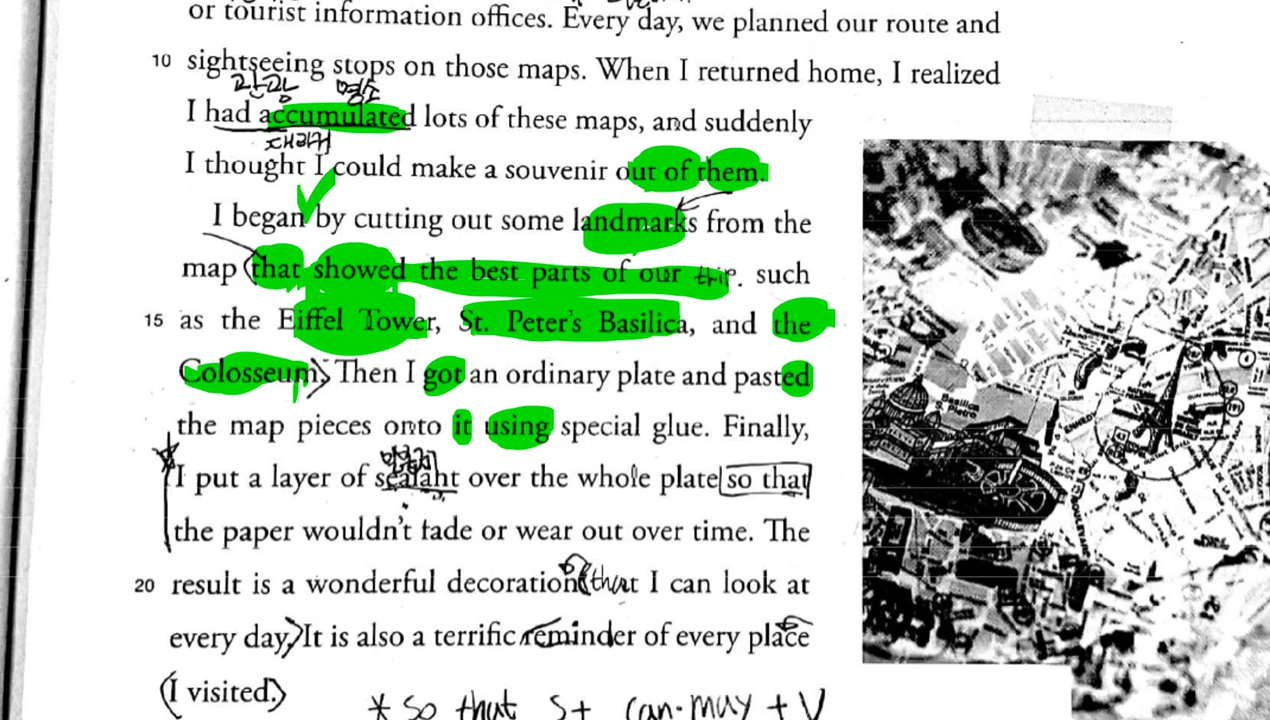 or tourist information offices. Every day, we planned our route and
10 sightseeing stops on those maps. When I returned home, I realized
I had accumulated lots of these maps, and suddenly
I thought I could make a souvenir out of them.
I began by cutting out some landmarks from the
map (that showed the best parts of our trip. such
15 as the Eiffel Tower, St. Peter's Basilica, and the
Colosseum). Then I got an ordinary plate and pasted
the map pieces onto it using special glue. Finally,
I put a layer of sealant over the whole plate so that
the paper wouldn't fade or wear out over time. The
20 result is a wonderful decoration (that I can look at
every day.) It is also a terrific reminder of every place
(I visited.)
* so that S+ can·may + V
Basilica
S. Pietro